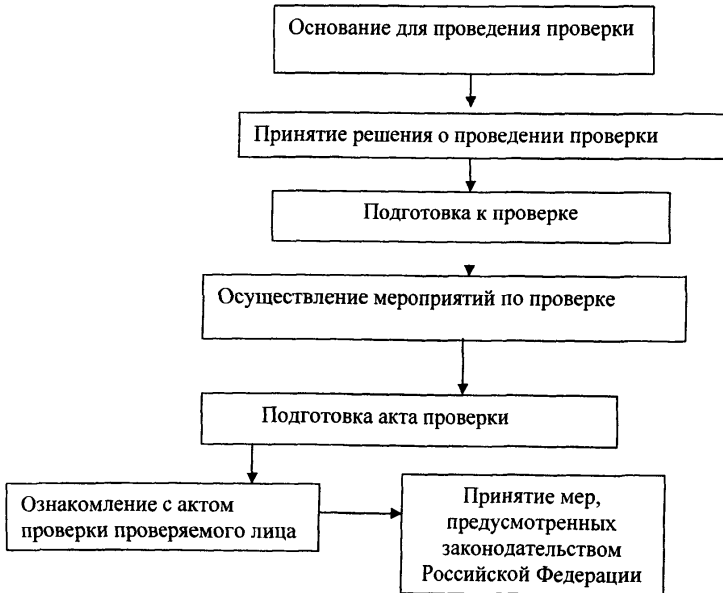 Основание для проведения проверки
Принятие решения о проведении проверки
Подготовка к проверке
Осуществление мероприятий по проверке
Подготовка акта проверки
Ознакомление с актом
проверки проверяемого лица
Принятие мер,
предусмотренных
законодательством
Российской Федерации